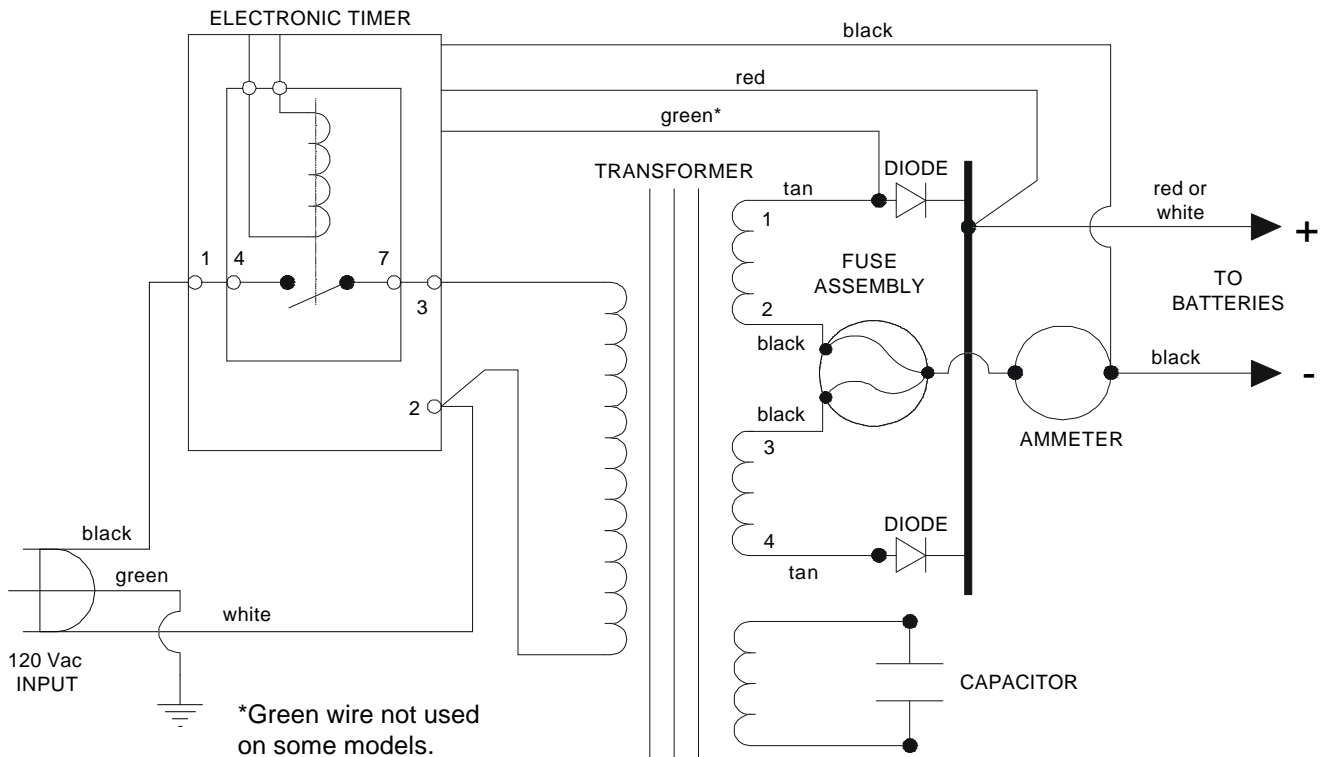 ELECTRONIC TIMER
black
red
green*
TRANSFORMER
DIODE
tan
red or
white
+
1
1
4
7
3
FUSE
ASSEMBLY
TO
BATTERIES
2
black
black
-
2
black
3
AMMETER
black
DIODE
4
tan
green
white
120 Vac
INPUT
CAPACITOR
*Green wire not used
on some models.